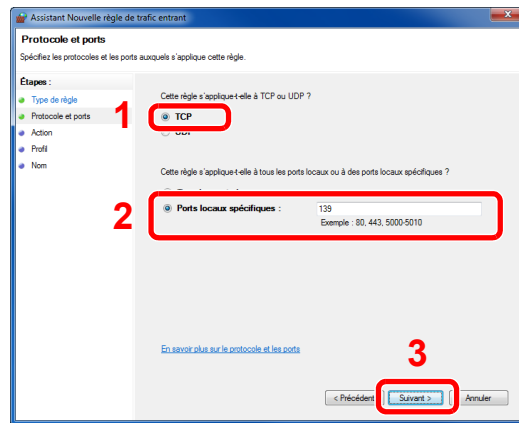 Assistant Nouvelle règle de trafic entrant
Protocole et ports
Spécifiez les protocoles et les ports auxquels s'applique cette règle.
Étapes :
Type de règle
Protocole et ports
Action
Profil
Nom
Cette règle s'applique-t-elle à TCP ou UDP ?
1
TCP
UDP
Cette règle s'applique-t-elle à tous les ports locaux ou à des ports locaux spécifiques ?
2
Ports locaux spécifiques :
139
Exemple : 80, 443, 5000-5010
En savoir plus sur le protocole et les ports
3
< Précédent
Suivant >
Annuler